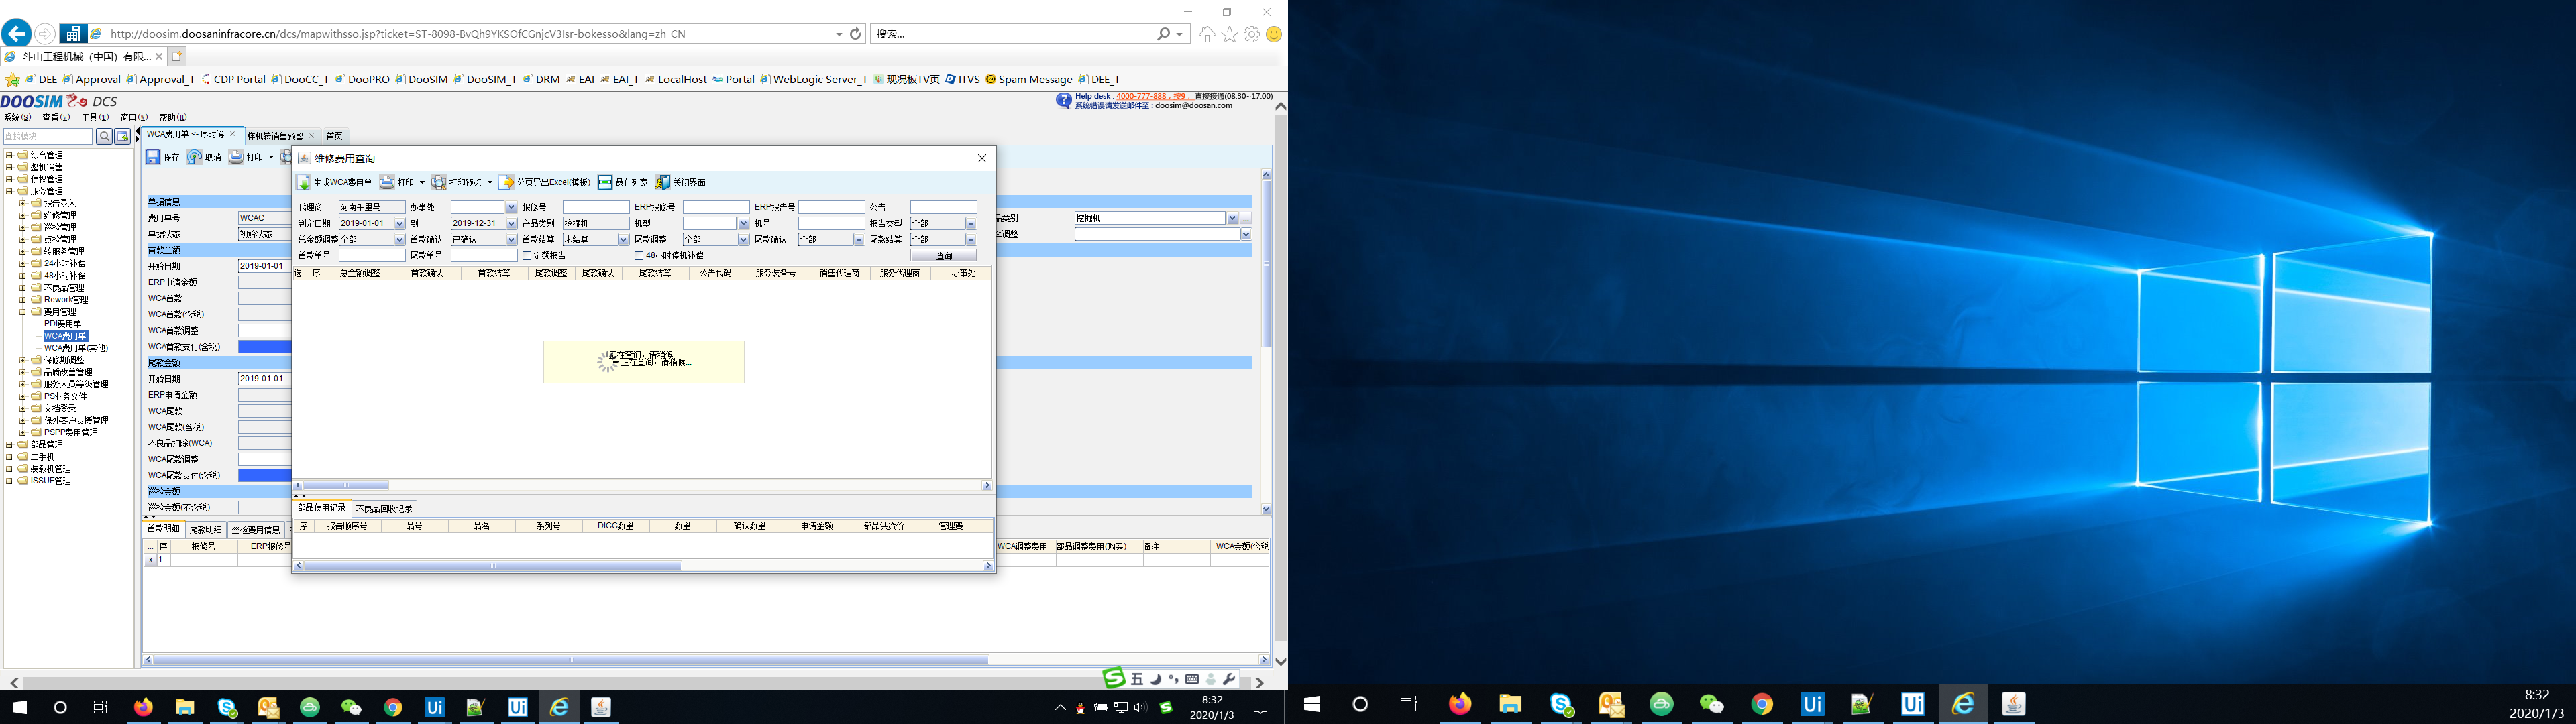 http://doosim.doosaninfracore.cn/dcs/mapwithsso.jsp?ticket=ST-8098-BvQh9YKSOfCGnjcV3Isr-bokesso&lang=zh_CN
搜索...
斗山工程机械（中国）有限...
DEE Approval Approval_T CDP Portal DooCC_T DooPRO DooSIM DooSIM_T DRM EAI EAI_T LocalHost Portal WebLogic Server_T 现况板TV页 ITVS Spam Message DEE_T
DOOSIM DCS
Help desk : 4000-777-888，按9， 直接接通(08:30~17:00)
系统错误请发送邮件至 : doosim@doosan.com
系统(S) 查看(V) 工具(I) 窗口(E) 帮助(H)
查找模块
WCA费用单 <- 序时簿 样机转销售预警 首页
保存 取消 打印
综合管理
整机销售
债权管理
服务管理
报告录入
维修管理
巡检管理
点检管理
转服务管理
24小时补偿
48小时补偿
不良品管理
Rework管理
费用管理
PDI费用单
WCA费用单
WCA费用单(其他)
保修期调整
品质改善管理
服务人员等级管理
PS业务文件
文档登录
保外客户支援管理
PSPP费用管理
部品管理
二手机...
装载机管理
ISSUE管理
单据信息
费用单号 WCAC
单据状态 初始状态
首款金额
开始日期 2019-01-01
ERP申请金额
WCA首款
WCA首款(含税)
WCA首款调整
WCA首款支付(含税)
尾款金额
开始日期 2019-01-01
ERP申请金额
WCA尾款
WCA尾款(含税)
不良品扣除(WCA)
WCA尾款调整
WCA尾款支付(含税)
巡检金额
巡检金额(不含税)
首款明细 尾款明细 巡检费用信息
... 序 报修号 ERP报修号
x 1
维修费用查询
生成WCA费用单 打印 打印预览 分页导出Excel(模板) 最佳列宽 关闭界面
代理商 河南千里马 办事处 报修号 ERP报修号 ERP报告号 公告
判定日期 2019-01-01 到 2019-12-31 产品类别 挖掘机 机型 机号 报告类型 全部
总金额调整 全部 首款确认 已确认 首款结算 未结算 尾款调整 全部 尾款确认 全部 尾款结算 全部
首款单号 尾款单号 定额报告 48小时停机补偿 查询
选 序 总金额调整 首款确认 首款结算 尾款调整 尾款确认 尾款结算 公告代码 服务装备号 销售代理商 服务代理商 办事处
正在查询，请稍候...
正在查询，请稍候...
部品使用记录 不良品回收记录
序 报告顺序号 品号 品名 系列号 DICC数量 数量 确认数量 申请金额 部品供货价 管理费
品类别 挖掘机
调整
WCA调整费用 部品调整费用(购买) 备注 WCA金额(含税
五
8:32
2020/1/3
8:32
2020/1/3